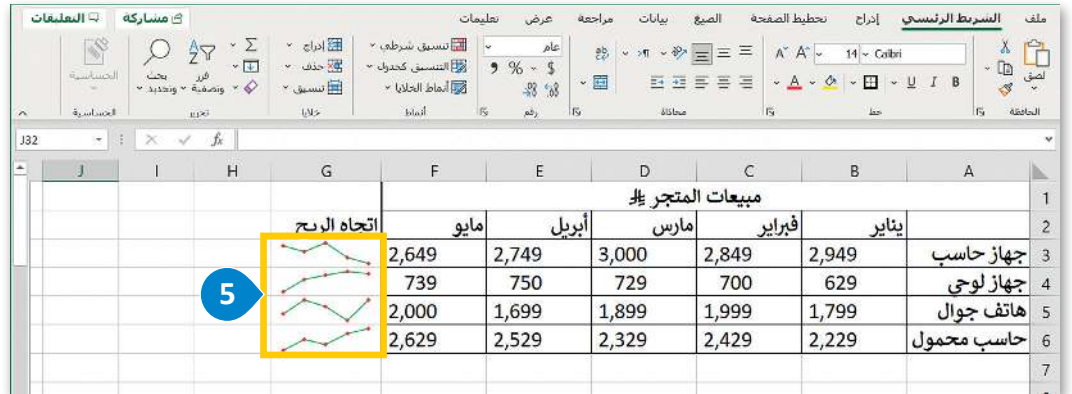 ملف الشريط الرئيسي إدراج تخطيط الصفحة الصيغ بيانات مراجعة عرض تعليمات مشاركة التعليقات
لصق Calibri 14 A A عام تنسيق شرطي إدراج Σ
B I U A $ % 9 التنسيق كجدول حذف فرز وتصفية وتحديد بحث الحساسية
أنماط الخلايا تنسيق
الحافظة خط محاذاة رقم أنماط خلايا تحرير الحساسية
J32 fx
A B C D E F G H I J
1 مبيعات المتجر
2 يناير فبراير مارس أبريل مايو اتجاه الربح
3 جهاز حاسب 2,949 2,849 3,000 2,749 2,649
4 جهاز لوحي 629 700 729 750 739
5 هاتف جوال 1,799 1,999 1,899 1,699 2,000
6 حاسب محمول 2,229 2,429 2,329 2,529 2,629
7
5